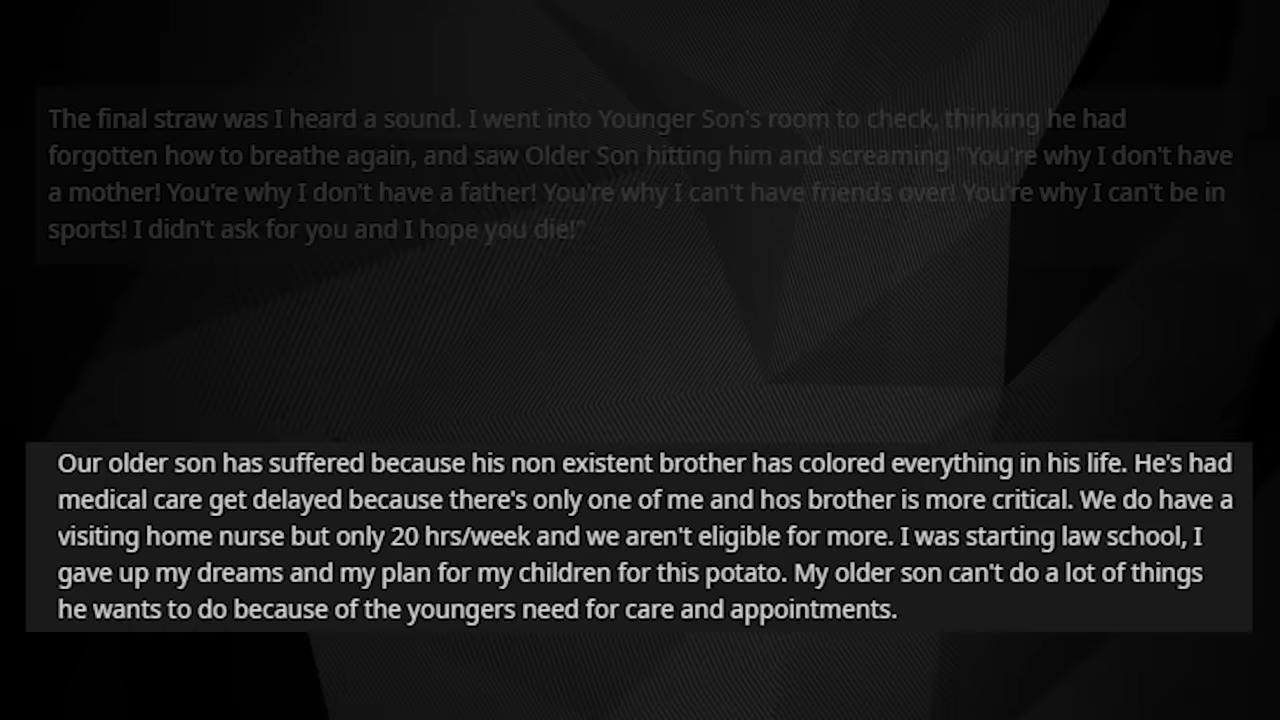 The final straw was I heard a sound. I went into Younger Son's room to check, thinking he had
forgotten how to breathe again, and saw Older Son hitting him and screaming "You're why I don't have
a mother! You're why I don't have a father! You're why I can't have friends over! You're why I can't be in
sports! I didn't ask for you and I hope you die!"
Our older son has suffered because his non existent brother has colored everything in his life. He's had
medical care get delayed because there's only one of me and hos brother is more critical. We do have a
visiting home nurse but only 20 hrs/week and we aren't eligible for more. I was starting law school, I
gave up my dreams and my plan for my children for this potato. My older son can't do a lot of things
he wants to do because of the youngers need for care and appointments.